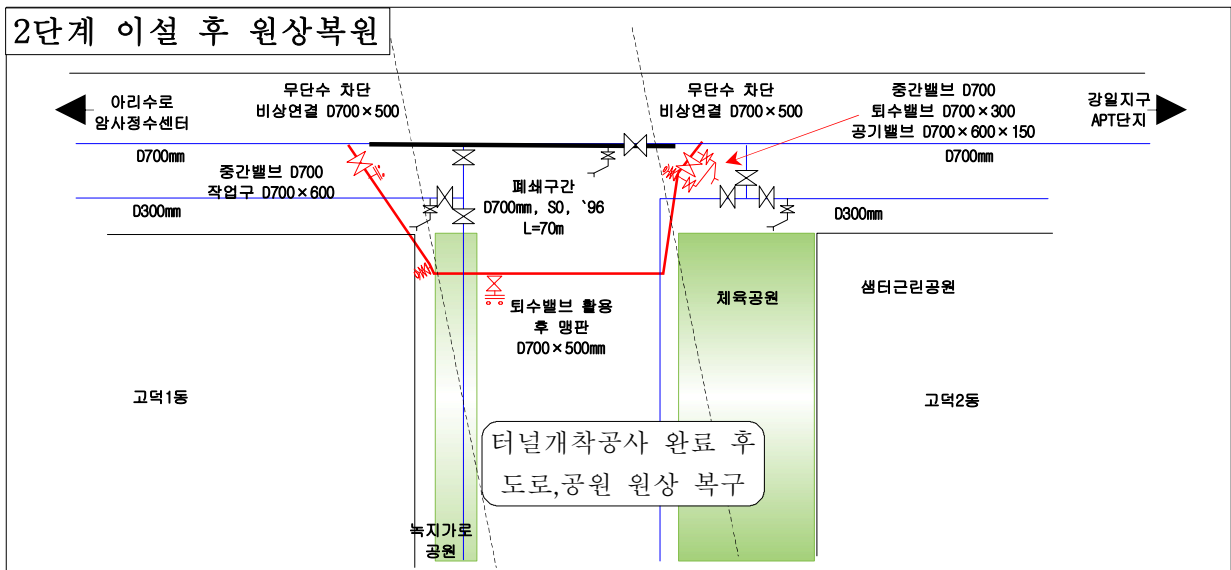 2단계 이설 후 원상복원
아리수로
암사정수센터
무단수 차단
비상연결 D700×500
무단수 차단
비상연결 D700×500
중간밸브 D700
퇴수밸브 D700×300
공기밸브 D700×600×150
강일지구
APT단지
D700mm
D700mm
중간밸브 D700
작업구 D700×600
폐쇄구간
D700mm, SO, `96
L=70m
D300mm
D300mm
퇴수밸브 활용
후 맹판
D700×500mm
체육공원
샘터근린공원
고덕1동
고덕2동
터널개착공사 완료 후
도로,공원 원상 복구
녹지가로
공원